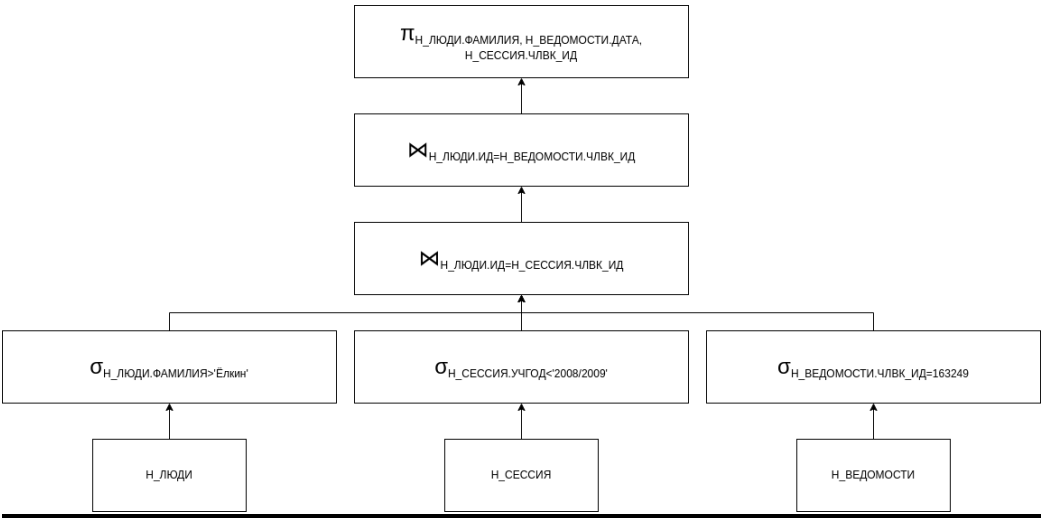 πН_ЛЮДИ.ФАМИЛИЯ, Н_ВЕДОМОСТИ.ДАТА,
Н_СЕССИЯ.ЧЛВК_ИД
⋈Н_ЛЮДИ.ИД=Н_ВЕДОМОСТИ.ЧЛВК_ИД
⋈Н_ЛЮДИ.ИД=Н_СЕССИЯ.ЧЛВК_ИД
σН_ЛЮДИ.ФАМИЛИЯ>'Ёлкин'
σН_СЕССИЯ.УЧГОД<'2008/2009'
σН_ВЕДОМОСТИ.ЧЛВК_ИД=163249
Н_ЛЮДИ
Н_СЕССИЯ
Н_ВЕДОМОСТИ